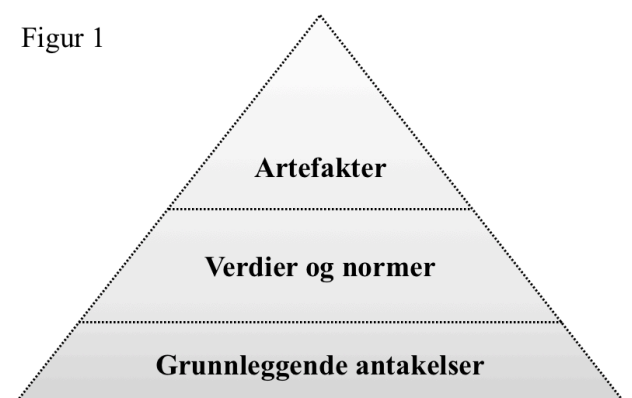 Figur 1
Artefakter
Verdier og normer
Grunnleggende antakelser